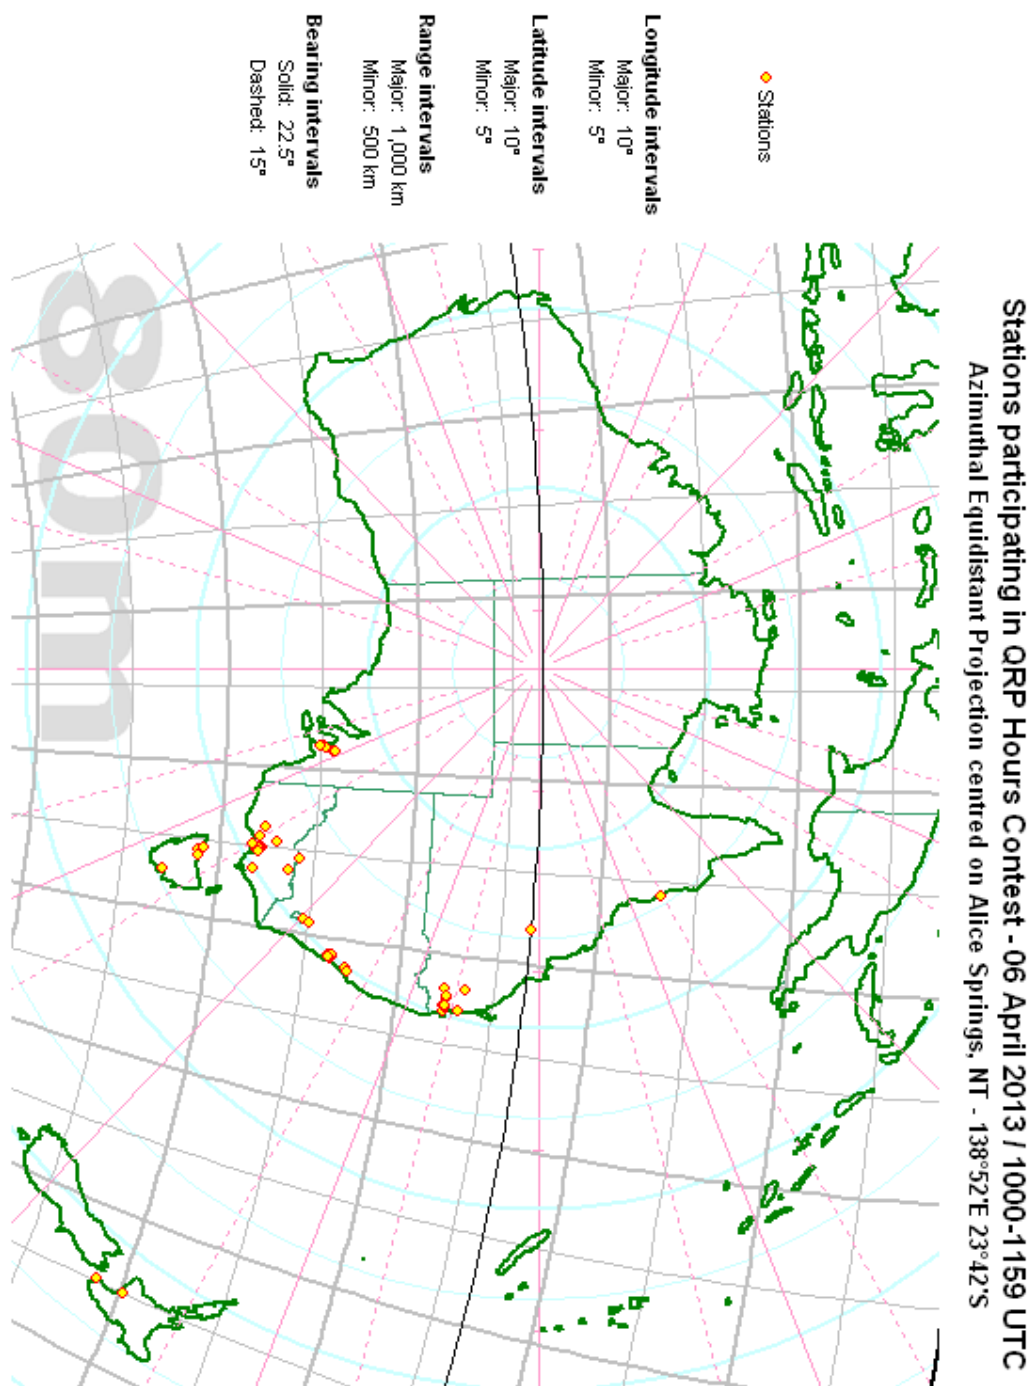 Stations participating in QRP Hours Contest - 06 April 2013 / 1000-1159 UTC
Azimuthal Equidistant Projection centred on Alice Springs, NT - 138°52'E 23°42'S
Stations
Longitude intervals
Major: 10°
Minor: 5°
Latitude intervals
Major: 10°
Minor: 5°
Range intervals
Major: 1,000 km
Minor: 500 km
Bearing intervals
Solid: 22.5°
Dashed: 15°
80m